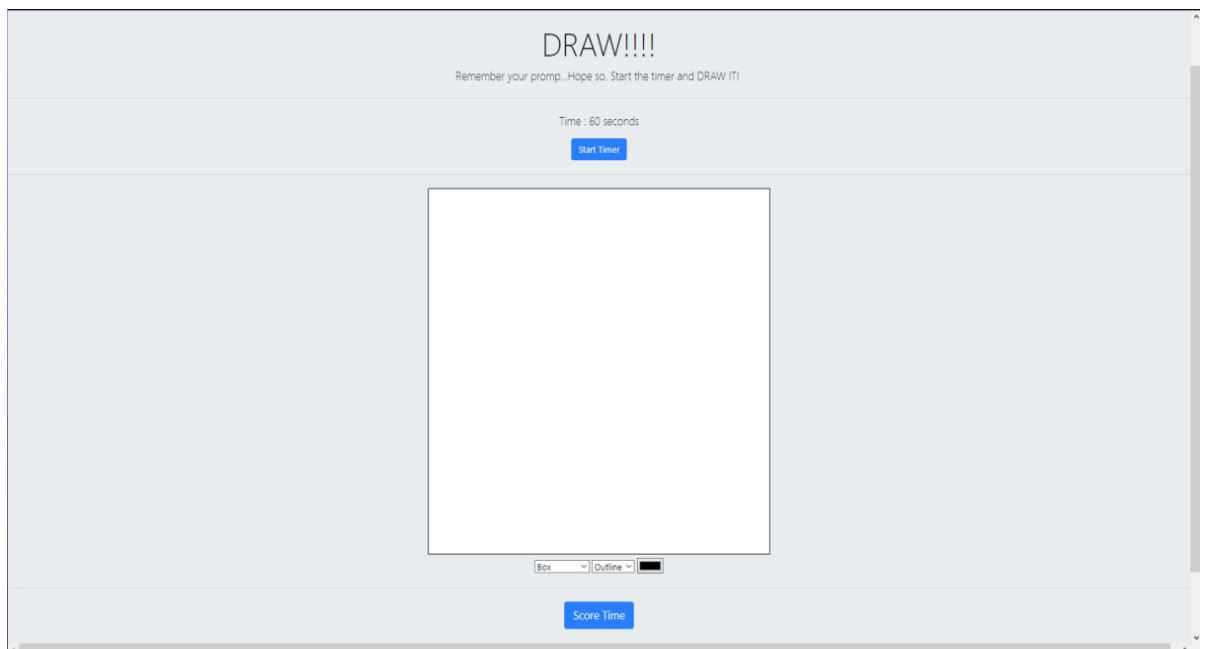 DRAW!!!!
Remember your promp...Hope so. Start the timer and DRAW IT!
Time : 60 seconds
Start Timer
Box Outline
Score Time